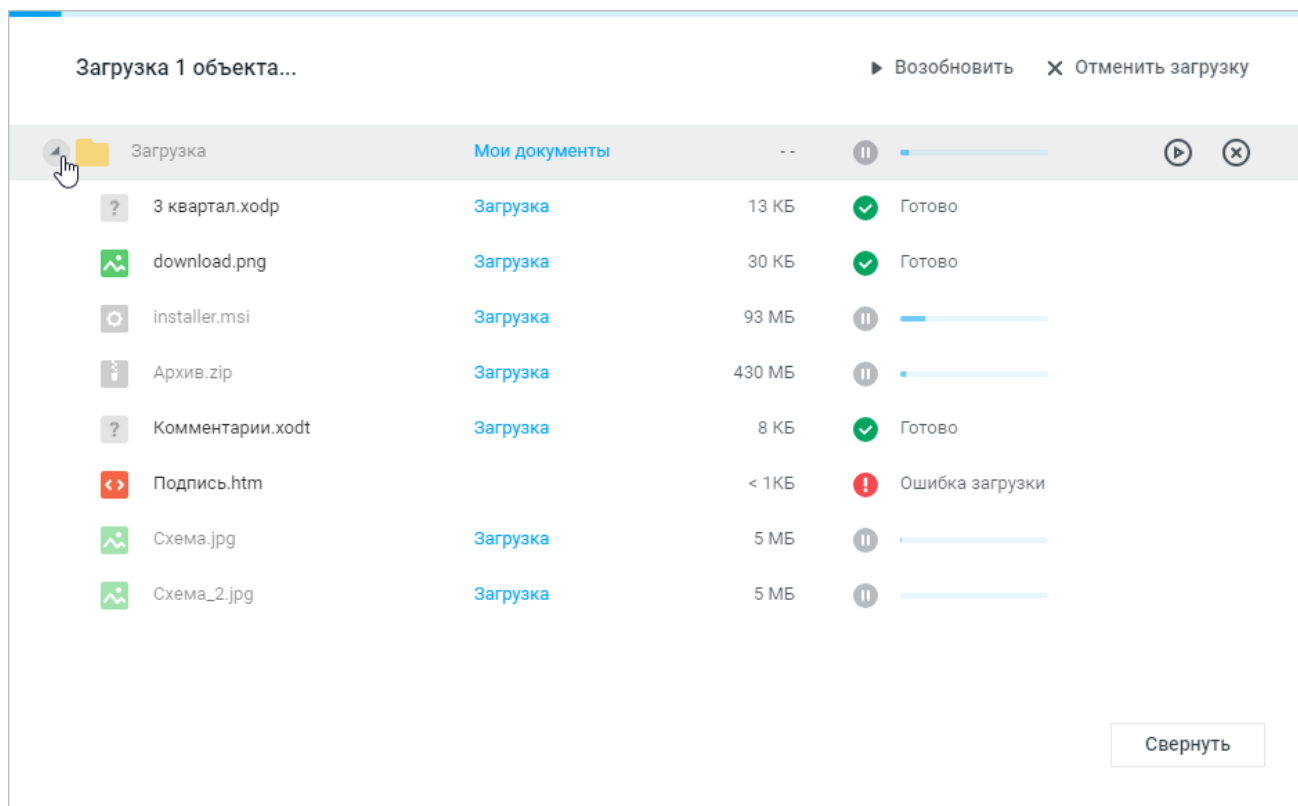 Загрузка 1 объекта... Возобновить Отменить загрузку
Загрузка Мои документы - -
3 квартал.xodp Загрузка 13 КБ Готово
download.png Загрузка 30 КБ Готово
installer.msi Загрузка 93 МБ
Архив.zip Загрузка 430 МБ
Комментарии.xodt Загрузка 8 КБ Готово
Подпись.htm < 1КБ Ошибка загрузки
Схема.jpg Загрузка 5 МБ
Схема_2.jpg Загрузка 5 МБ
Свернуть